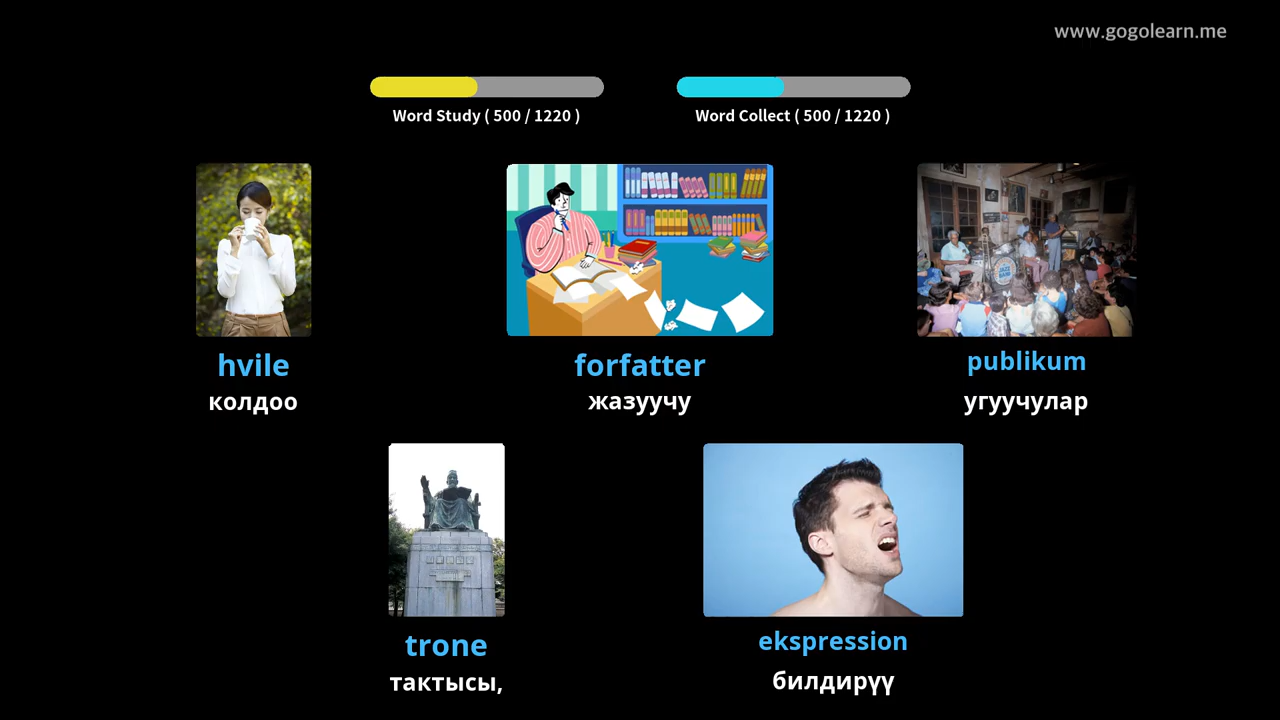 www.gogolearn.me
Word Study ( 500 / 1220 )
Word Collect ( 500 / 1220 )
hvile
колдоо
forfatter
жазуучу
publikum
угуучулар
trone
тактысы,
ekspression
билдирүү